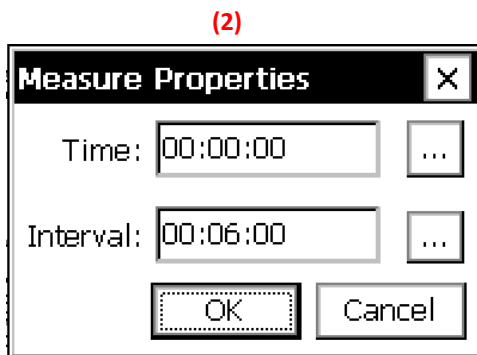 (2)
Measure Properties
Time: 00:00:00 ...
Interval: 00:06:00 ...
OK Cancel